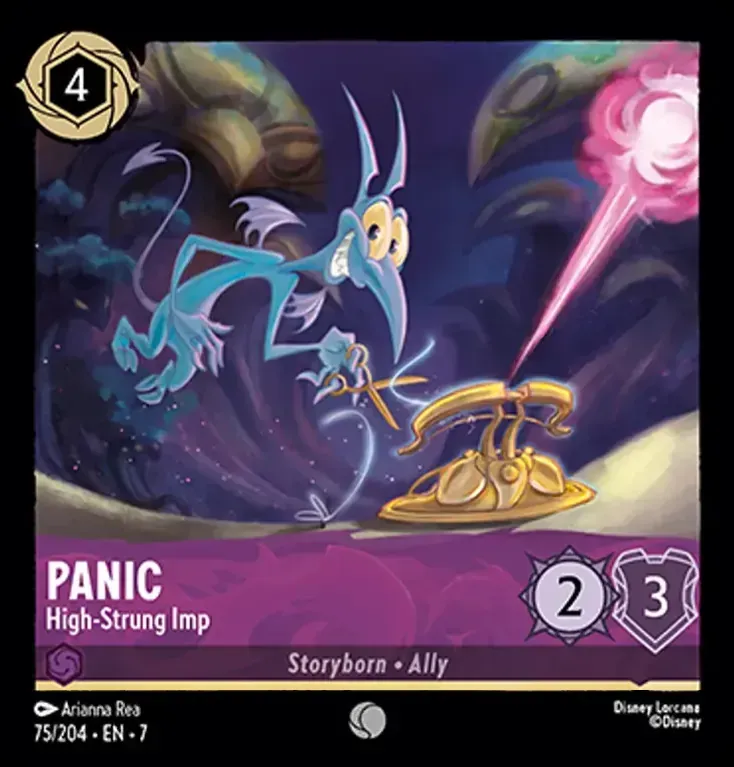 4
PANIC
High-Strung Imp
2
3
Storyborn • Ally
Arianna Rea
75/204 • EN • 7
Disney Lorcana
©Disney